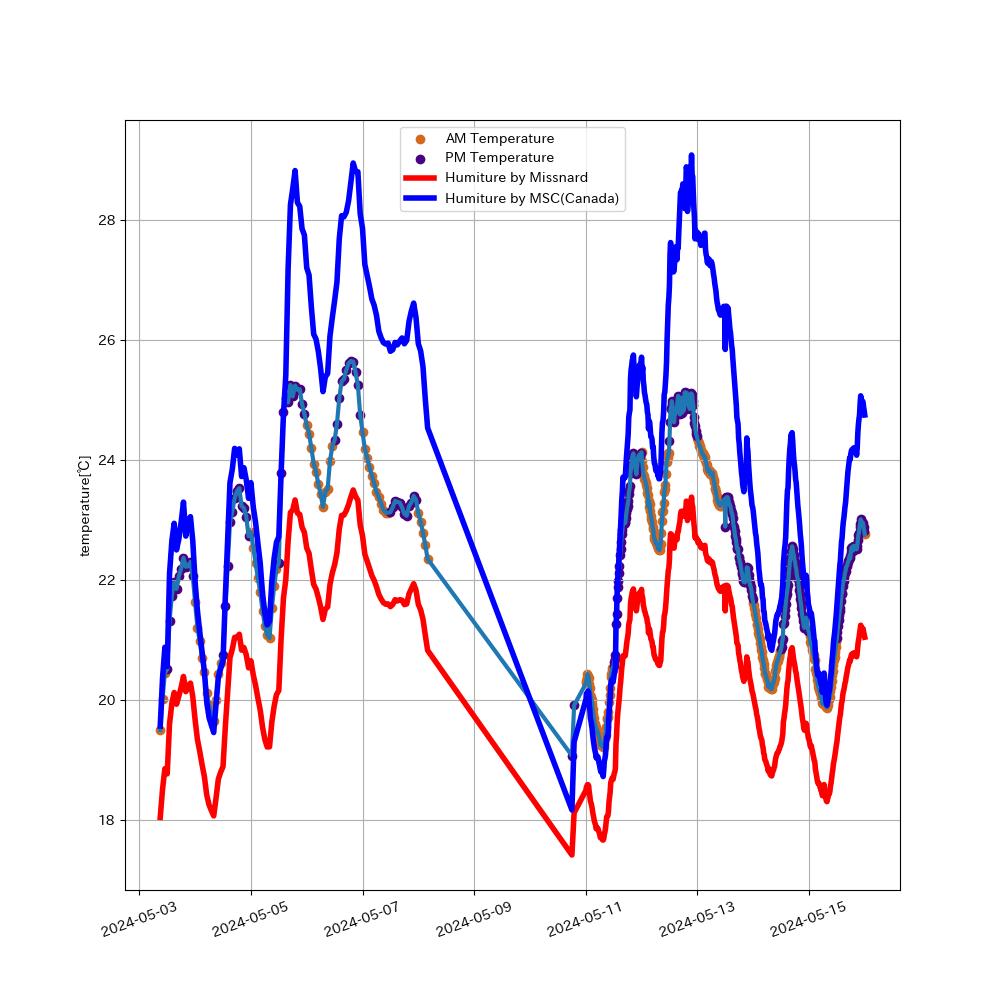 AM Temperature
PM Temperature
Humiture by Missnard
Humiture by MSC(Canada)
28
26
24
22
20
18
temperature[℃]
2024-05-03
2024-05-05
2024-05-07
2024-05-09
2024-05-11
2024-05-13
2024-05-15